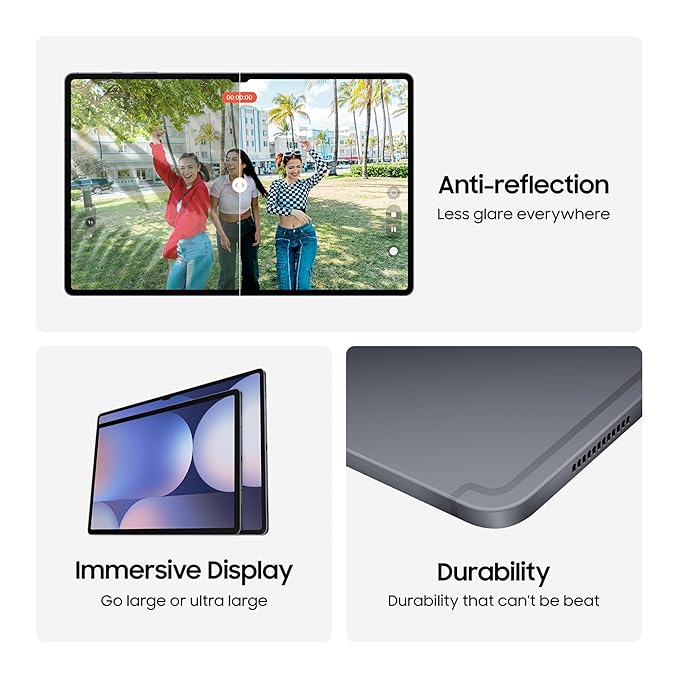 00:00:00
1x
Anti-reflection
Less glare everywhere
Immersive Display
Go large or ultra large
Durability
Durability that can't be beat